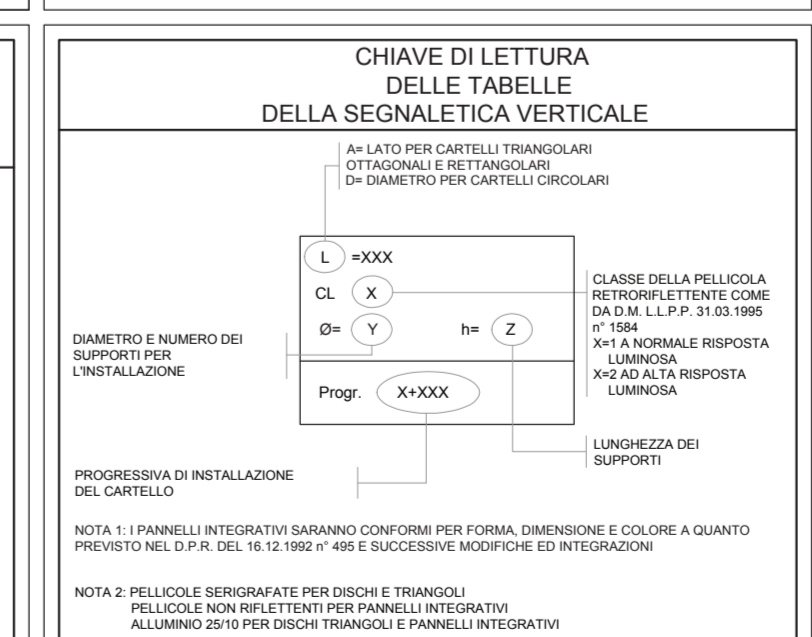 CHIAVE DI LETTURA
DELLE TABELLE
DELLA SEGNALETICA VERTICALE
A= LATO PER CARTELLI TRIANGOLARI
OTTAGONALI E RETTANGOLARI
D= DIAMETRO PER CARTELLI CIRCOLARI
L =XXX
CL X
Ø= Y h= Z
Progr. X+XXX
CLASSE DELLA PELLICOLA
RETRORIFLETTENTE COME
DA D.M. L.L.P.P. 31.03.1995
n° 1584
X=1 A NORMALE RISPOSTA
LUMINOSA
X=2 AD ALTA RISPOSTA
LUMINOSA
DIAMETRO E NUMERO DEI
SUPPORTI PER
L'INSTALLAZIONE
LUNGHEZZA DEI
SUPPORTI
PROGRESSIVA DI INSTALLAZIONE
DEL CARTELLO
NOTA 1: I PANNELLI INTEGRATIVI SARANNO CONFORMI PER FORMA, DIMENSIONE E COLORE A QUANTO
PREVISTO NEL D.P.R. DEL 16.12.1992 n° 495 E SUCCESSIVE MODIFICHE ED INTEGRAZIONI
NOTA 2: PELLICOLE SERIGRAFATE PER DISCHI E TRIANGOLI
PELLICOLE NON RIFLETTENTI PER PANNELLI INTEGRATIVI
ALLUMINIO 25/10 PER DISCHI TRIANGOLI E PANNELLI INTEGRATIVI